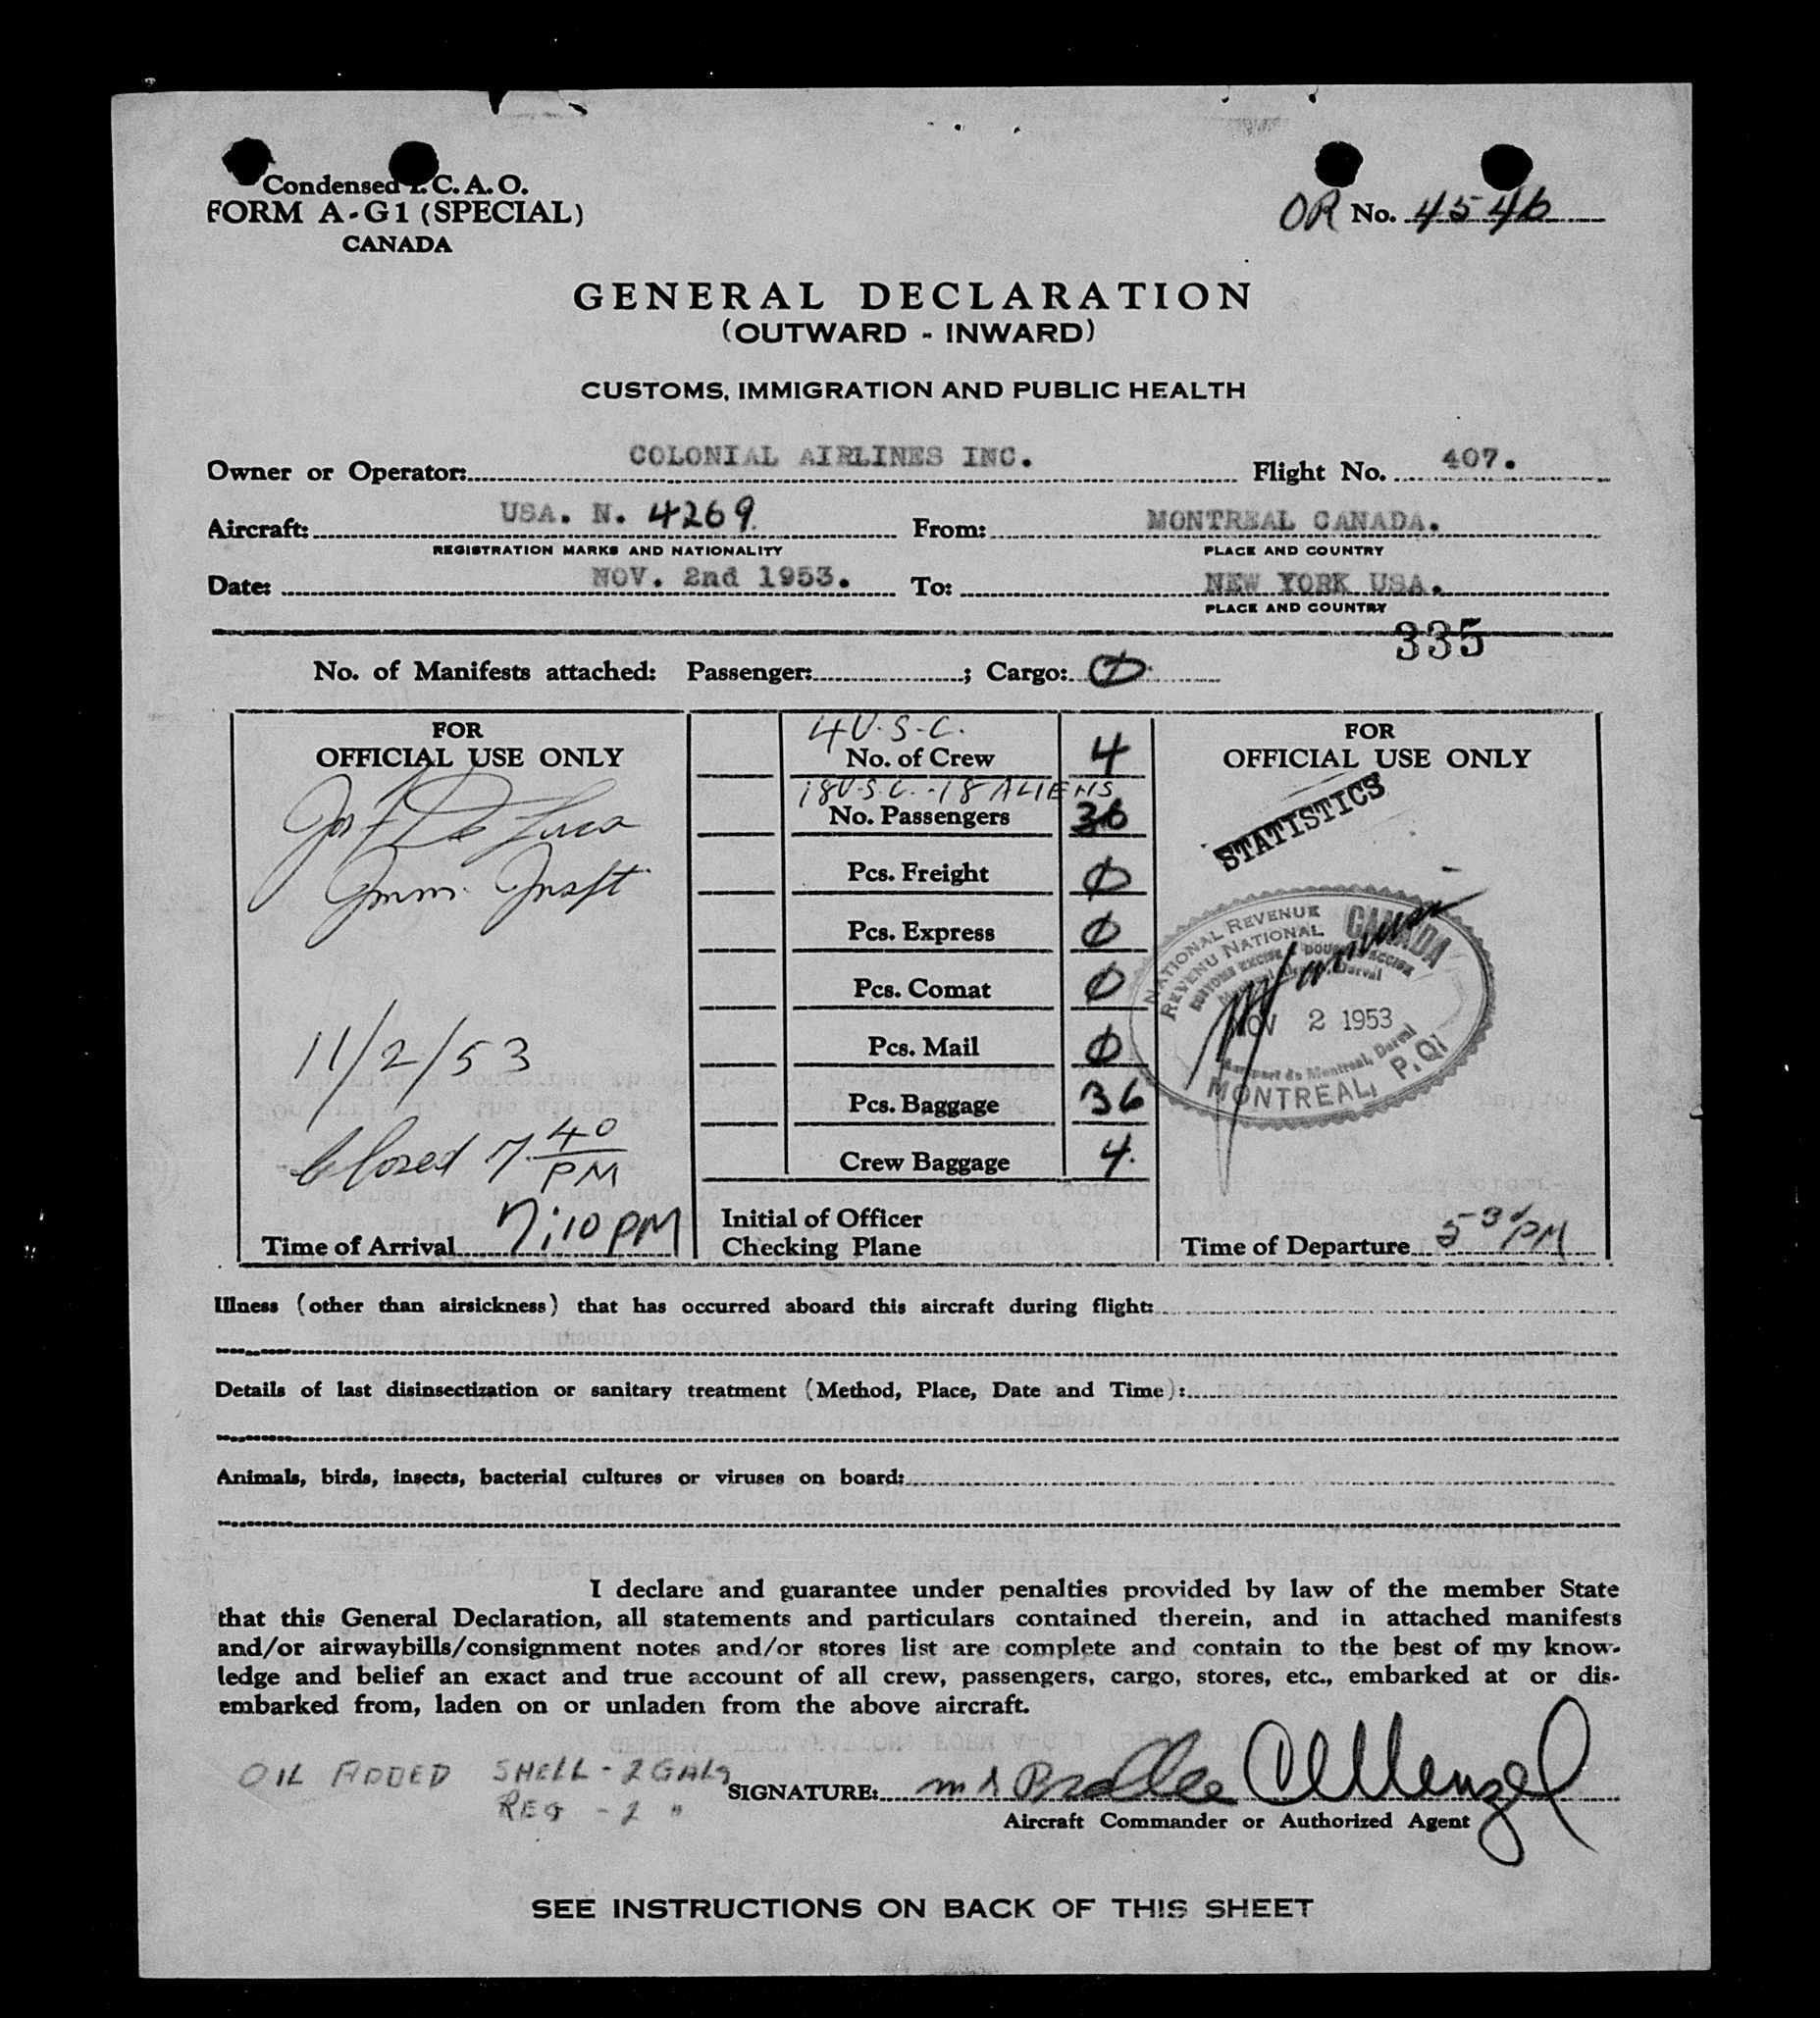 Condensed I. C. A. O.
FORM A-G1 (SPECIAL)
CANADA
OR No. 4546
GENERAL DECLARATION
(OUTWARD - INWARD)
CUSTOMS, IMMIGRATION AND PUBLIC HEALTH
Owner or Operator: COLONIAL AIRLINES INC. Flight No. 407.
Aircraft: USA. N. 4269. From: MONTREAL CANADA.
REGISTRATION MARKS AND NATIONALITY PLACE AND COUNTRY
Date: NOV. 2nd 1953. To: NEW YORK USA.
PLACE AND COUNTRY
335
No. of Manifests attached: Passenger: ; Cargo: 0
FOR
OFFICIAL USE ONLY
Jos F De Luca
Imm. Inspt
11/2/53
Closed 7 40
PM
Time of Arrival 7:10 PM
4 U.S.C.
No. of Crew 4
18 U.S.C. - 18 ALIENS
No. Passengers 36
Pcs. Freight 0
Pcs. Express 0
Pcs. Comat 0
Pcs. Mail 0
Pcs. Baggage 36
Crew Baggage 4.
Initial of Officer
Checking Plane
FOR
OFFICIAL USE ONLY
STATISTICS
NATIONAL REVENUE CANADA
REVENU NATIONAL
NOV 2 1953
Aeroport de Montreal, Dorval
MONTREAL, P.Q.
Time of Departure 5 30 PM
Illness (other than airsickness) that has occurred aboard this aircraft during flight:
Details of last disinsectization or sanitary treatment (Method, Place, Date and Time):
Animals, birds, insects, bacterial cultures or viruses on board:
I declare and guarantee under penalties provided by law of the member State
that this General Declaration, all statements and particulars contained therein, and in attached manifests
and/or airwaybills/consignment notes and/or stores list are complete and contain to the best of my know-
ledge and belief an exact and true account of all crew, passengers, cargo, stores, etc., embarked at or dis-
embarked from, laden on or unladen from the above aircraft.
OIL ADDED SHELL - 2 GALS
REG - 2 "
SIGNATURE: Menzel
Aircraft Commander or Authorized Agent
SEE INSTRUCTIONS ON BACK OF THIS SHEET